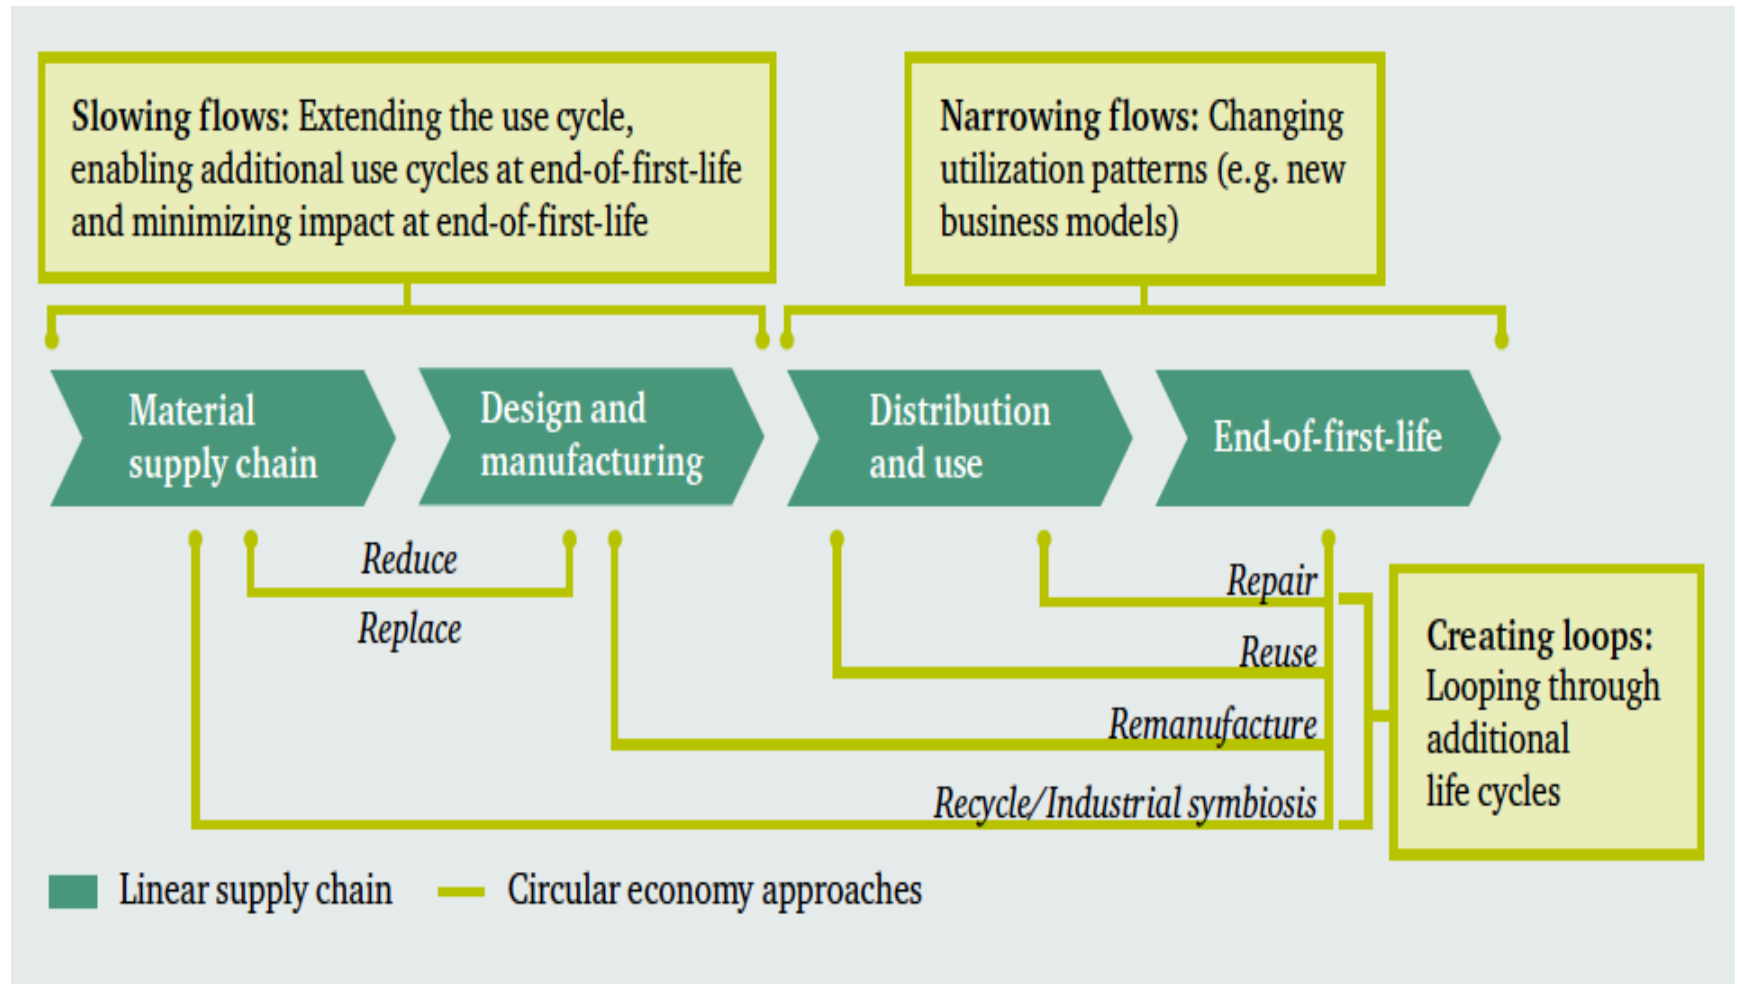 Slowing flows: Extending the use cycle,
enabling additional use cycles at end-of-first-life
and minimizing impact at end-of-first-life
Narrowing flows: Changing
utilization patterns (e.g. new
business models)
Material
supply chain
Design and
manufacturing
Distribution
and use
End-of-first-life
Reduce
Replace
Repair
Reuse
Remanufacture
Recycle/Industrial symbiosis
Creating loops:
Looping through
additional
life cycles
Linear supply chain
Circular economy approaches